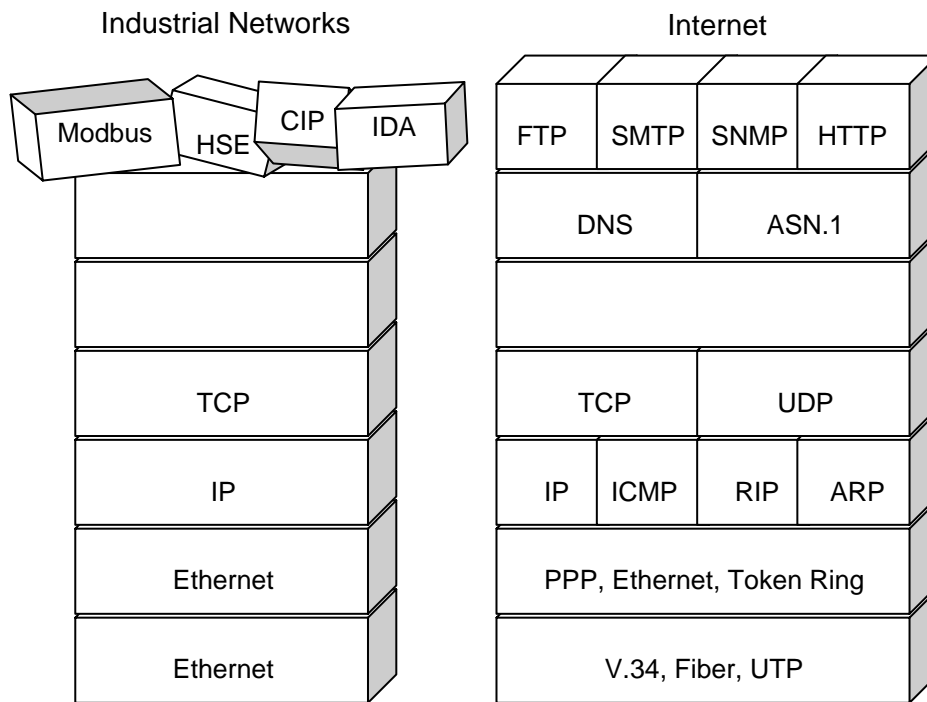 Industrial Networks
Internet
Modbus
HSE
CIP
IDA
FTP
SMTP
SNMP
HTTP
DNS
ASN.1
TCP
TCP
UDP
IP
IP
ICMP
RIP
ARP
Ethernet
PPP, Ethernet, Token Ring
Ethernet
V.34, Fiber, UTP